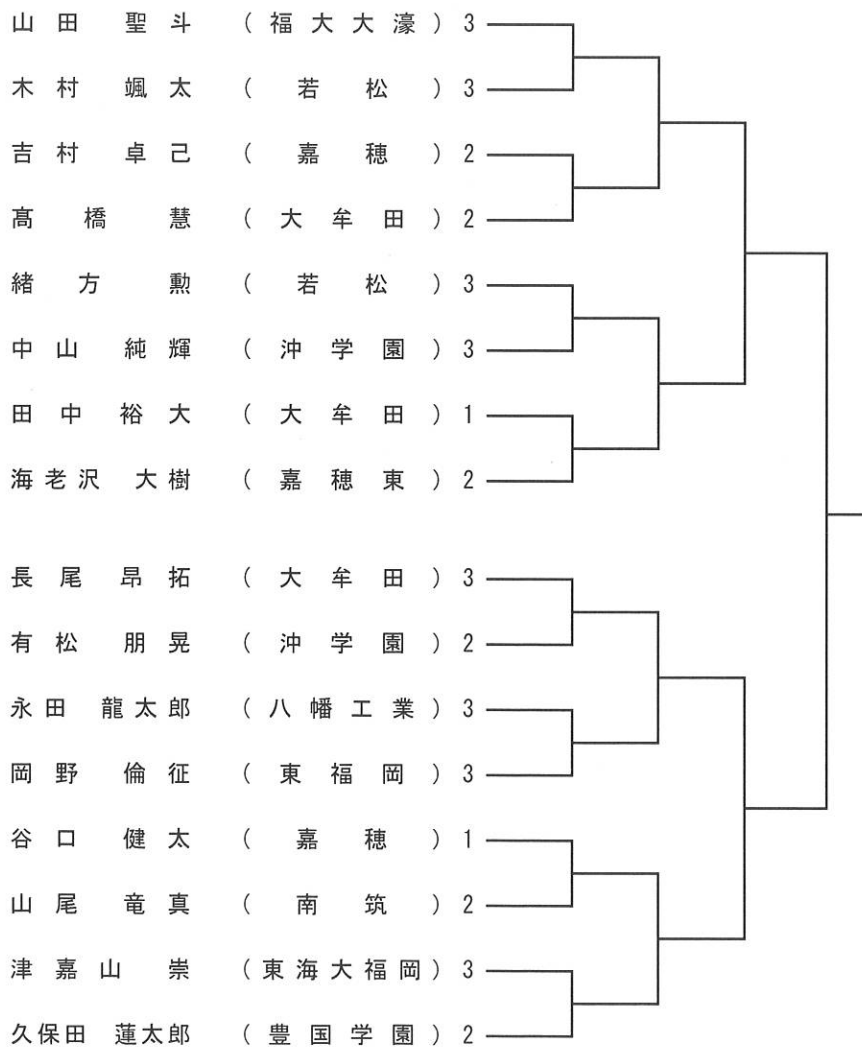 山田 聖斗 (福大大濠) 3
木村 颯太 (若松) 3
吉村 卓己 (嘉穂) 2
髙橋 慧 (大牟田) 2
緒方 勲 (若松) 3
中山 純輝 (沖学園) 3
田中 裕大 (大牟田) 1
海老沢 大樹 (嘉穂東) 2
長尾 昂拓 (大牟田) 3
有松 朋晃 (沖学園) 2
永田 龍太郎 (八幡工業) 3
岡野 倫征 (東福岡) 3
谷口 健太 (嘉穂) 1
山尾 竜真 (南筑) 2
津嘉山 崇 (東海大福岡) 3
久保田 蓮太郎 (豊国学園) 2